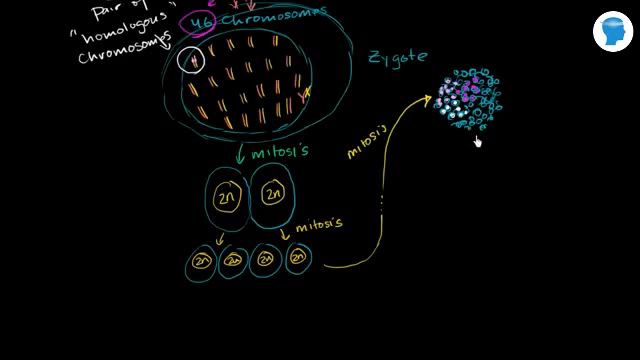 pair of
"homologous"
Chromosomes
46 Chromosomes
Y X
Zygote
mitosis
2n 2n
mitosis
2n 2n 2n 2n
mitosis